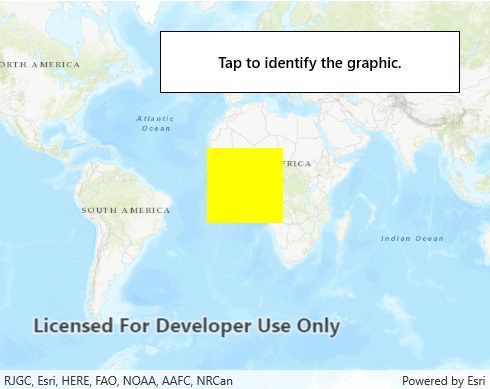 Tap to identify the graphic.
ORTH AMERICA
Atlantic
Ocean
FRICA
SOUTH AMERICA
Indian Ocean
Licensed For Developer Use Only
RJGC, Esri, HERE, FAO, NOAA, AAFC, NRCan
Powered by Esri